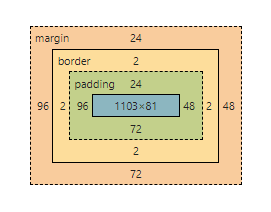 margin 24
border 2
padding 24
96 2 96 1103×81 48 2 48
72
2
72